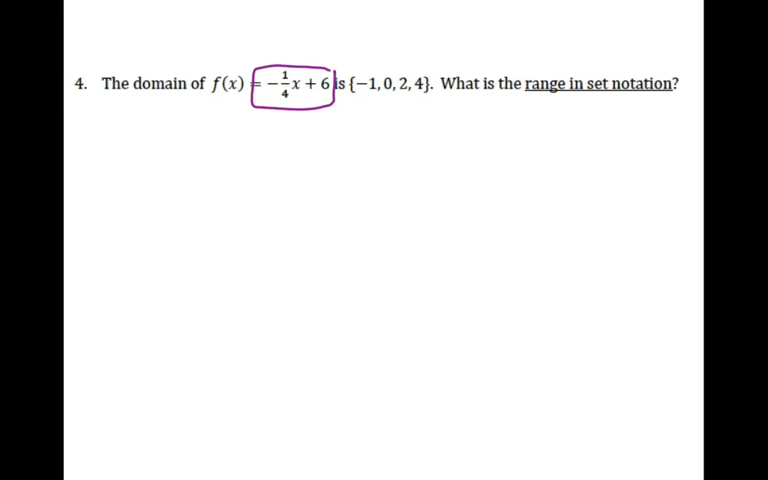 4. The domain of f(x) = −1/4x + 6 is {−1, 0, 2, 4}. What is the range in set notation?